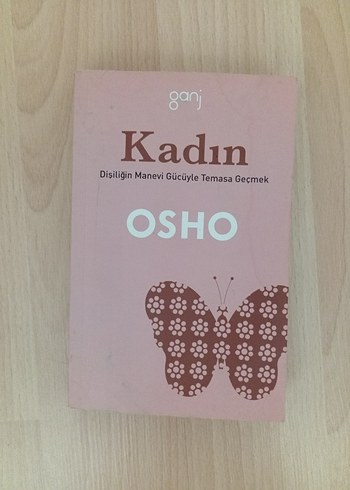 ganj
Kadın
Dişiliğin Manevi Gücüyle Temasa Geçmek
OSHO